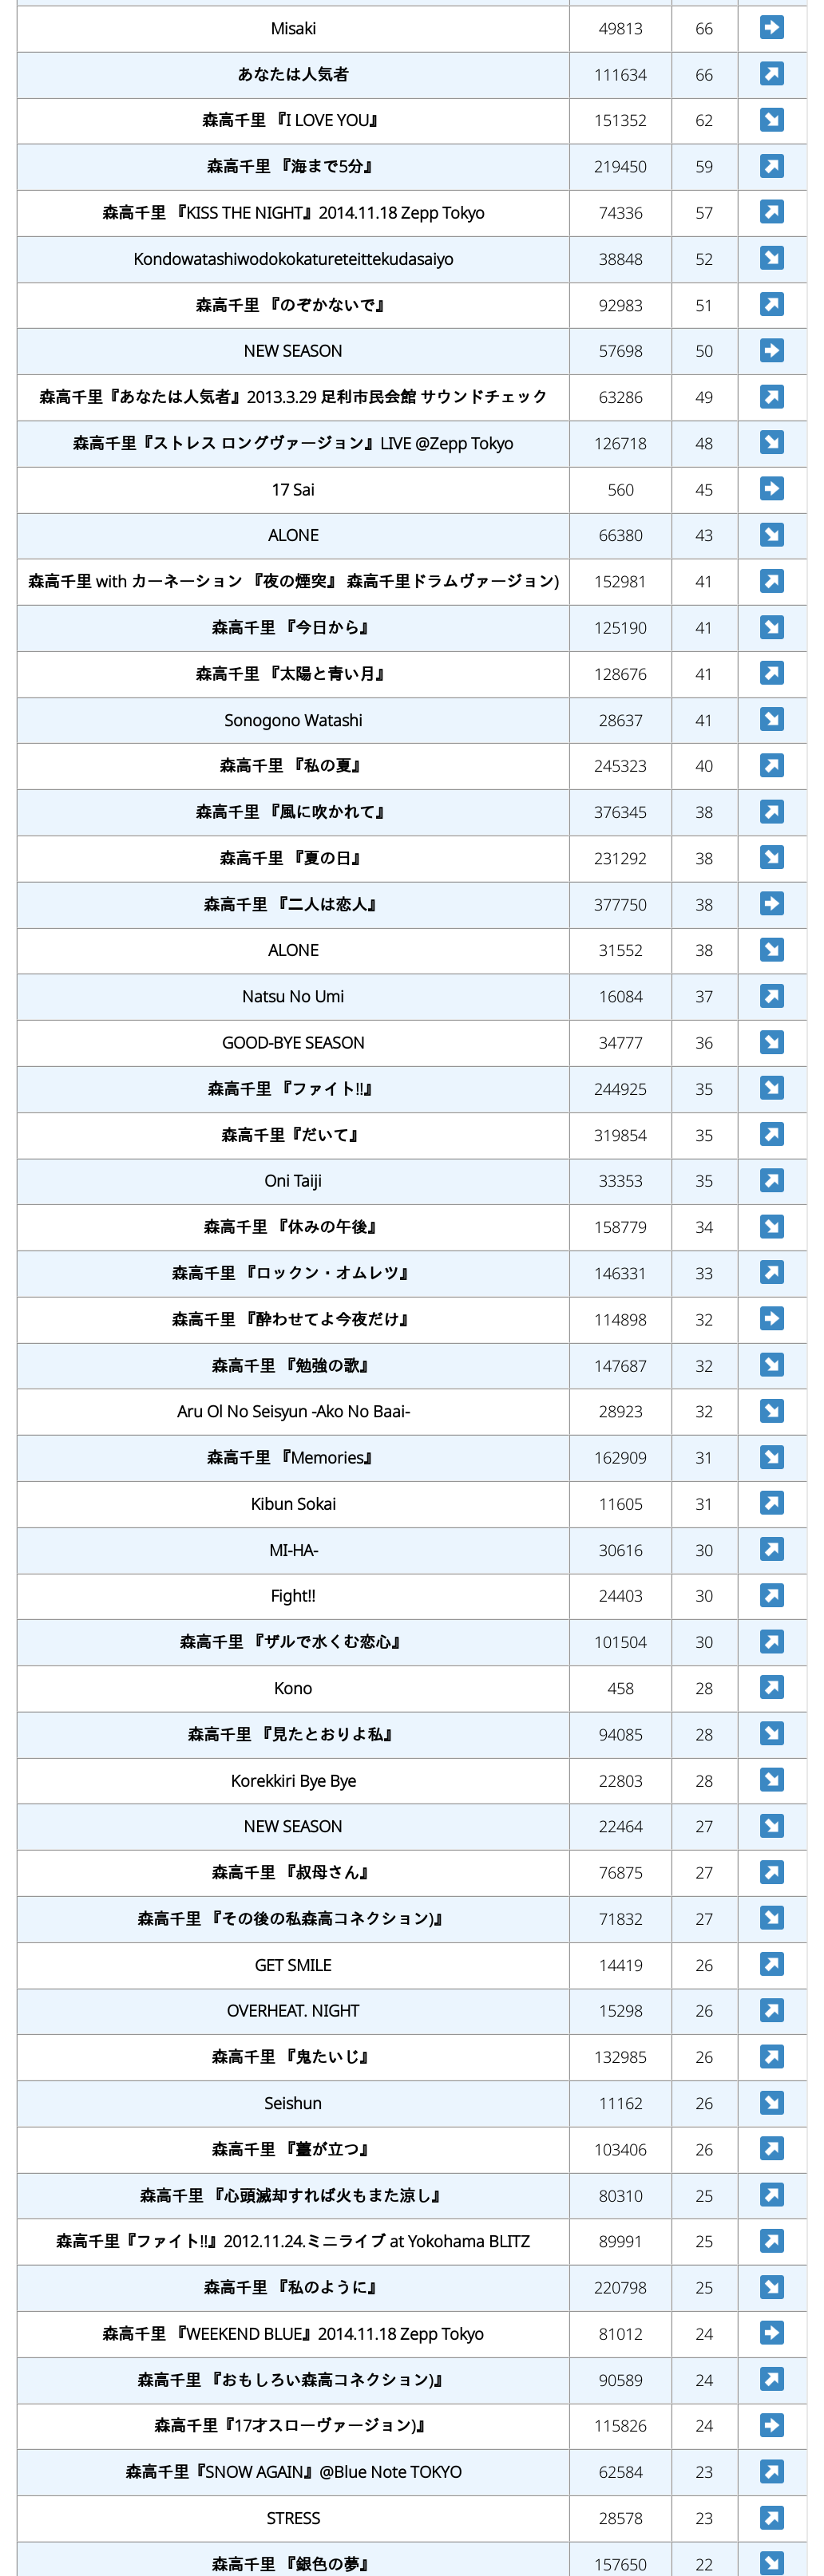 Misaki 49813 66
あなたは人気者 111634 66
森高千里 『I LOVE YOU』 151352 62
森高千里 『海まで5分』 219450 59
森高千里 『KISS THE NIGHT』2014.11.18 Zepp Tokyo 74336 57
Kondowatashiwodokokatureteittekudasaiyo 38848 52
森高千里 『のぞかないで』 92983 51
NEW SEASON 57698 50
森高千里『あなたは人気者』2013.3.29 足利市民会館 サウンドチェック 63286 49
森高千里『ストレス ロングヴァージョン』LIVE @Zepp Tokyo 126718 48
17 Sai 560 45
ALONE 66380 43
森高千里 with カーネーション 『夜の煙突』 森高千里ドラムヴァージョン) 152981 41
森高千里 『今日から』 125190 41
森高千里 『太陽と青い月』 128676 41
Sonogono Watashi 28637 41
森高千里 『私の夏』 245323 40
森高千里 『風に吹かれて』 376345 38
森高千里 『夏の日』 231292 38
森高千里 『二人は恋人』 377750 38
ALONE 31552 38
Natsu No Umi 16084 37
GOOD-BYE SEASON 34777 36
森高千里 『ファイト!!』 244925 35
森高千里『だいて』 319854 35
Oni Taiji 33353 35
森高千里 『休みの午後』 158779 34
森高千里 『ロックン・オムレツ』 146331 33
森高千里 『酔わせてよ今夜だけ』 114898 32
森高千里 『勉強の歌』 147687 32
Aru Ol No Seisyun -Ako No Baai- 28923 32
森高千里 『Memories』 162909 31
Kibun Sokai 11605 31
MI-HA- 30616 30
Fight!! 24403 30
森高千里 『ザルで水くむ恋心』 101504 30
Kono 458 28
森高千里 『見たとおりよ私』 94085 28
Korekkiri Bye Bye 22803 28
NEW SEASON 22464 27
森高千里 『叔母さん』 76875 27
森高千里 『その後の私森高コネクション)』 71832 27
GET SMILE 14419 26
OVERHEAT. NIGHT 15298 26
森高千里 『鬼たいじ』 132985 26
Seishun 11162 26
森高千里 『薹が立つ』 103406 26
森高千里 『心頭滅却すれば火もまた涼し』 80310 25
森高千里『ファイト!!』2012.11.24.ミニライブ at Yokohama BLITZ 89991 25
森高千里 『私のように』 220798 25
森高千里 『WEEKEND BLUE』2014.11.18 Zepp Tokyo 81012 24
森高千里 『おもしろい森高コネクション)』 90589 24
森高千里『17才スローヴァージョン)』 115826 24
森高千里『SNOW AGAIN』@Blue Note TOKYO 62584 23
STRESS 28578 23
森高千里 『銀色の夢』 157650 22